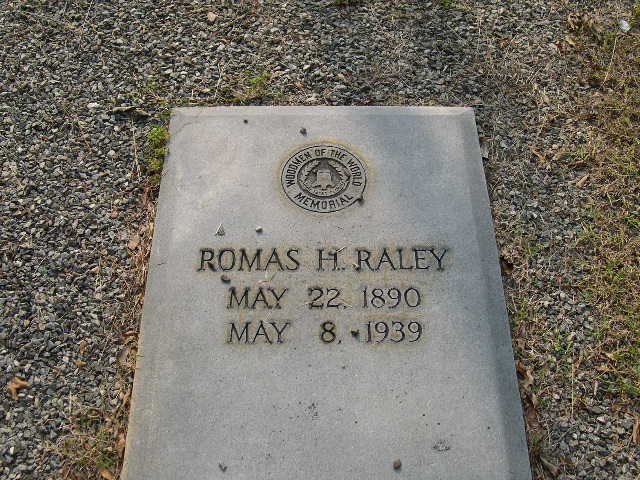 WOODMEN OF THE WORLD
MEMORIAL
ROMAS H. RALEY
MAY 22, 1890
MAY 8, 1939